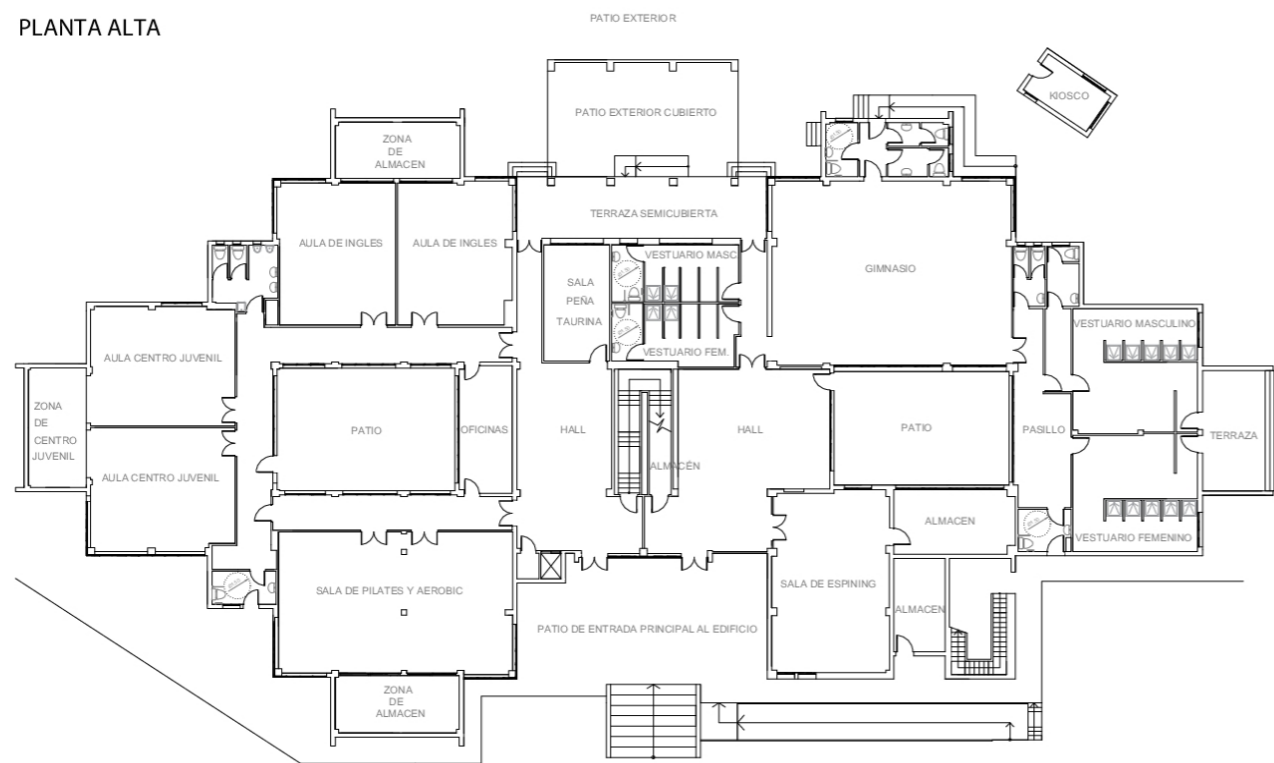 PLANTA ALTA
PATIO EXTERIOR
KIOSCO
PATIO EXTERIOR CUBIERTO
ZONA
DE
ALMACEN
TERRAZA SEMICUBIERTA
AULA DE INGLES
AULA DE INGLES
VESTUARIO MASC.
GIMNASIO
SALA
PEÑA
TAURINA
VESTUARIO FEM.
VESTUARIO MASCULINO
AULA CENTRO JUVENIL
ZONA
DE
CENTRO
JUVENIL
PATIO
OFICINAS
HALL
HALL
PATIO
PASILLO
TERRAZA
ALMACÉN
AULA CENTRO JUVENIL
ALMACEN
VESTUARIO FEMENINO
SALA DE PILATES Y AEROBIC
SALA DE ESPINING
ALMACEN
PATIO DE ENTRADA PRINCIPAL AL EDIFICIO
ZONA
DE
ALMACEN